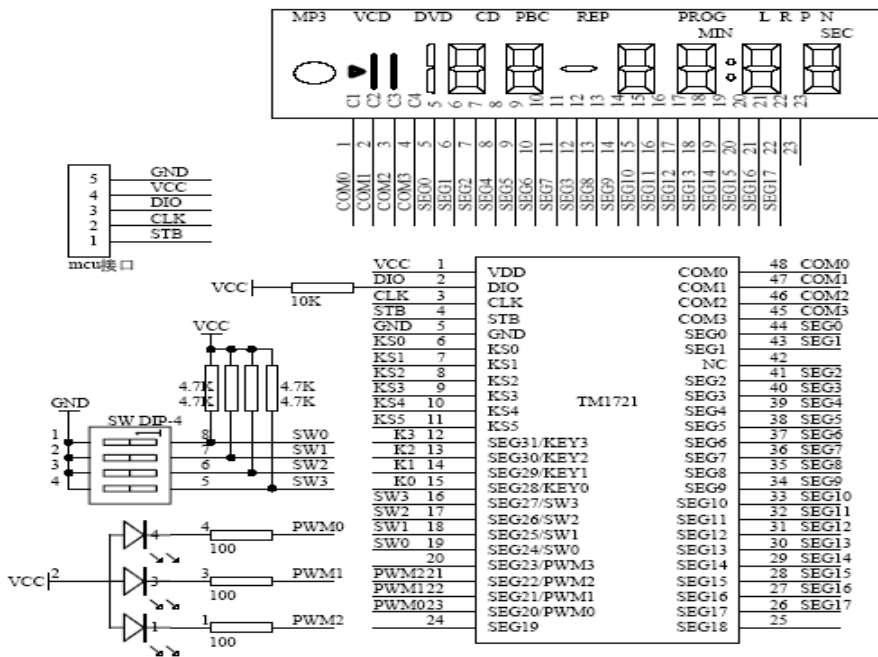 MP3 VCD DVD CD PBC REP PROG L R P N
MIN SEC
C1 C2 C3 C4 5 6 7 8 9 10 11 12 13 14 15 16 17 18 19 20 21 22 23
1 2 3 4 5 6 7 8 9 10 11 12 13 14 15 16 17 18 19 20 21 22 23
COM0 COM1 COM2 COM3 SEG0 SEG1 SEG2 SEG4 SEG5 SEG6 SEG7 SEG3 SEG8 SEG9 SEG10 SEG11 SEG12 SEG13 SEG14 SEG15 SEG16 SEG17
5 GND
4 VCC
3 DIO
2 CLK
1 STB
mcu接口
VCC 10K
VCC
4.7K 4.7K
4.7K 4.7K
GND
SW DIP-4
1 8 SW0
2 7 SW1
3 6 SW2
4 5 SW3
VCC 2
4 4 PWM0
100
3 3 PWM1
100
1 1 PWM2
100
TM1721
VCC 1 VDD
DIO 2 DIO
CLK 3 CLK
STB 4 STB
GND 5 GND
KS0 6 KS0
KS1 7 KS1
KS2 8 KS2
KS3 9 KS3
KS4 10 KS4
KS5 11 KS5
K3 12 SEG31/KEY3
K2 13 SEG30/KEY2
K1 14 SEG29/KEY1
K0 15 SEG28/KEY0
SW3 16 SEG27/SW3
SW2 17 SEG26/SW2
SW1 18 SEG25/SW1
SW0 19 SEG24/SW0
20 SEG23/PWM3
PWM2 21 SEG22/PWM2
PWM1 22 SEG21/PWM1
PWM0 23 SEG20/PWM0
24 SEG19
COM0 48 COM0
COM1 47 COM1
COM2 46 COM2
COM3 45 COM3
SEG0 44 SEG0
SEG1 43 SEG1
NC 42
SEG2 41 SEG2
SEG3 40 SEG3
SEG4 39 SEG4
SEG5 38 SEG5
SEG6 37 SEG6
SEG7 36 SEG7
SEG8 35 SEG8
SEG9 34 SEG9
SEG10 33 SEG10
SEG11 32 SEG11
SEG12 31 SEG12
SEG13 30 SEG13
SEG14 29 SEG14
SEG15 28 SEG15
SEG16 27 SEG16
SEG17 26 SEG17
SEG18 25